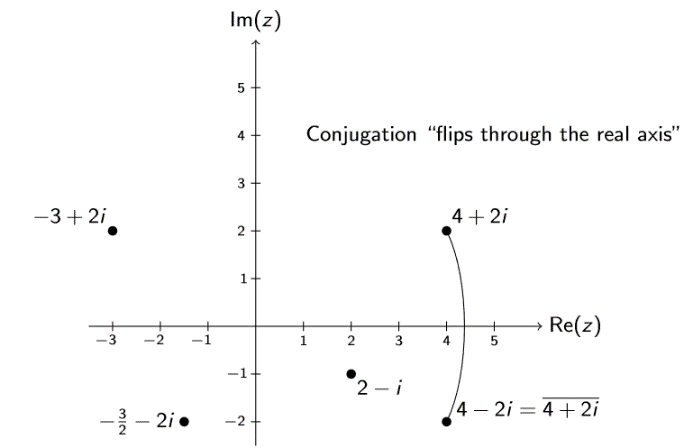 Im(z)
5
4
Conjugation “flips through the real axis”
3
−3 + 2i
2
4 + 2i
1
−3 −2 −1 1 2 3 4 5
Re(z)
−1
2 − i
−3/2 − 2i
−2
4 − 2i = \overline{4 + 2i}